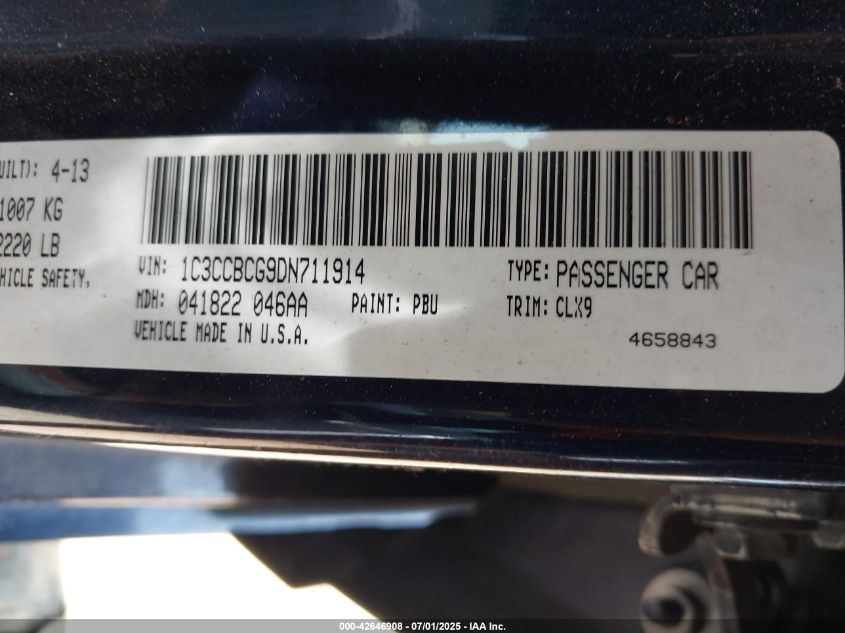 UILT): 4-13
1007 KG
2220 LB
HICLE SAFETY,
VIN: 1C3CCBCG9DN711914
TYPE: PASSENGER CAR
MDH: 041822 046AA
PAINT: PBU
TRIM: CLX9
VEHICLE MADE IN U.S.A.
4658843
000-42646908 - 07/01/2025 - IAA Inc.